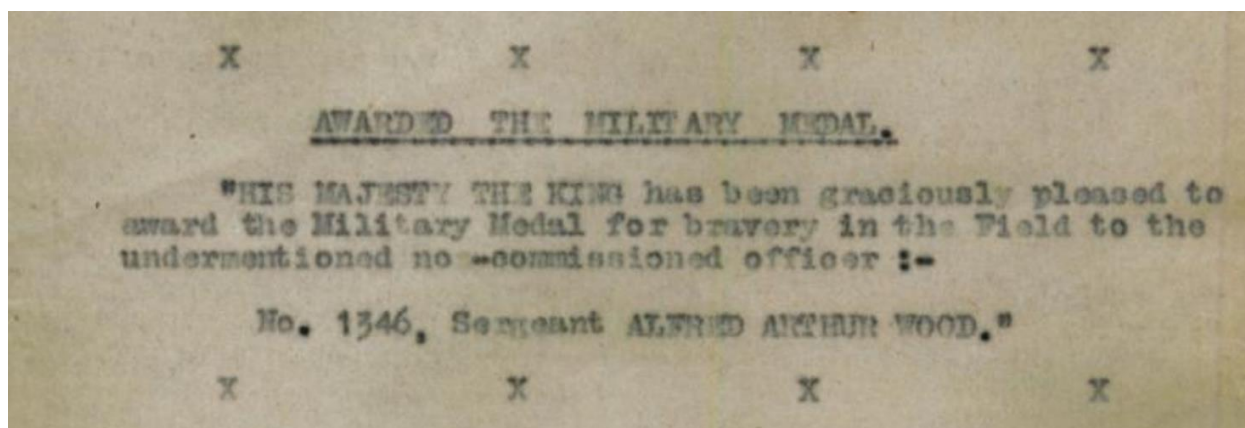 X X X X
AWARDED THE MILITARY MEDAL.
"HIS MAJESTY THE KING has been graciously pleased to
award the Military Medal for bravery in the Field to the
undermentioned no -commissioned officer :-
No. 1346, Sergeant ALFRED ARTHUR WOOD."
X X X X